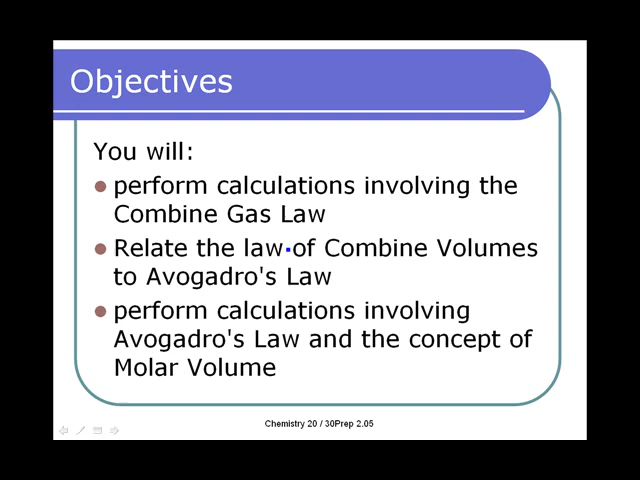 Objectives
You will:
perform calculations involving the
Combine Gas Law
Relate the law of Combine Volumes
to Avogadro's Law
perform calculations involving
Avogadro's Law and the concept of
Molar Volume
Chemistry 20 / 30Prep 2.05